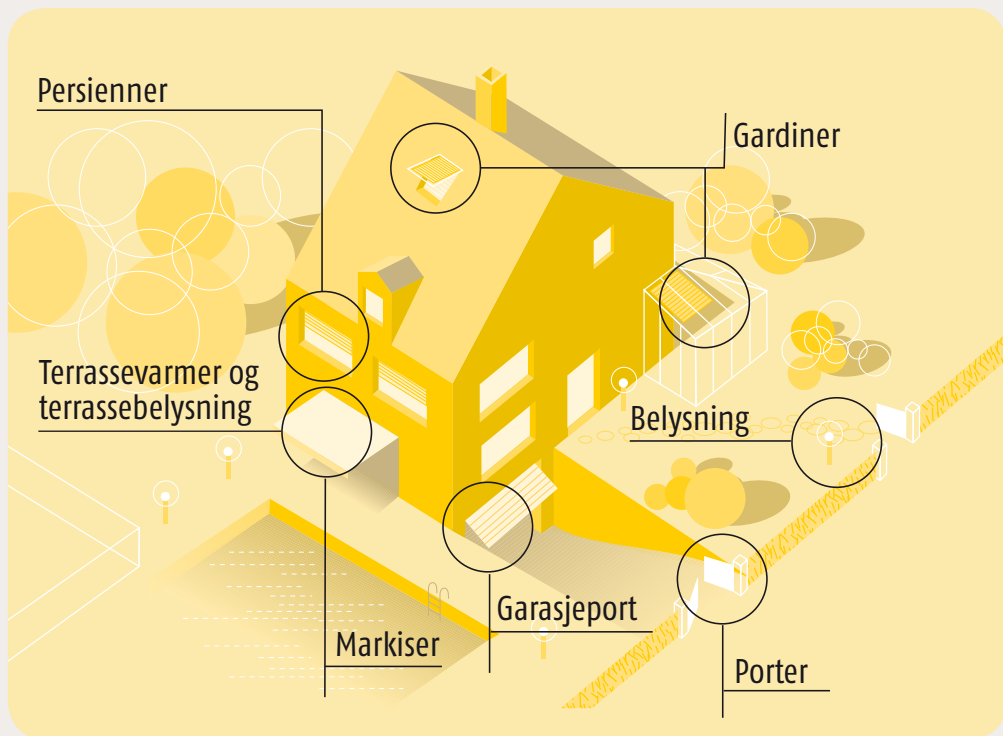 Persienner
Gardiner
Terrassevarmer og
terrassebelysning
Belysning
Garasjeport
Markiser
Porter